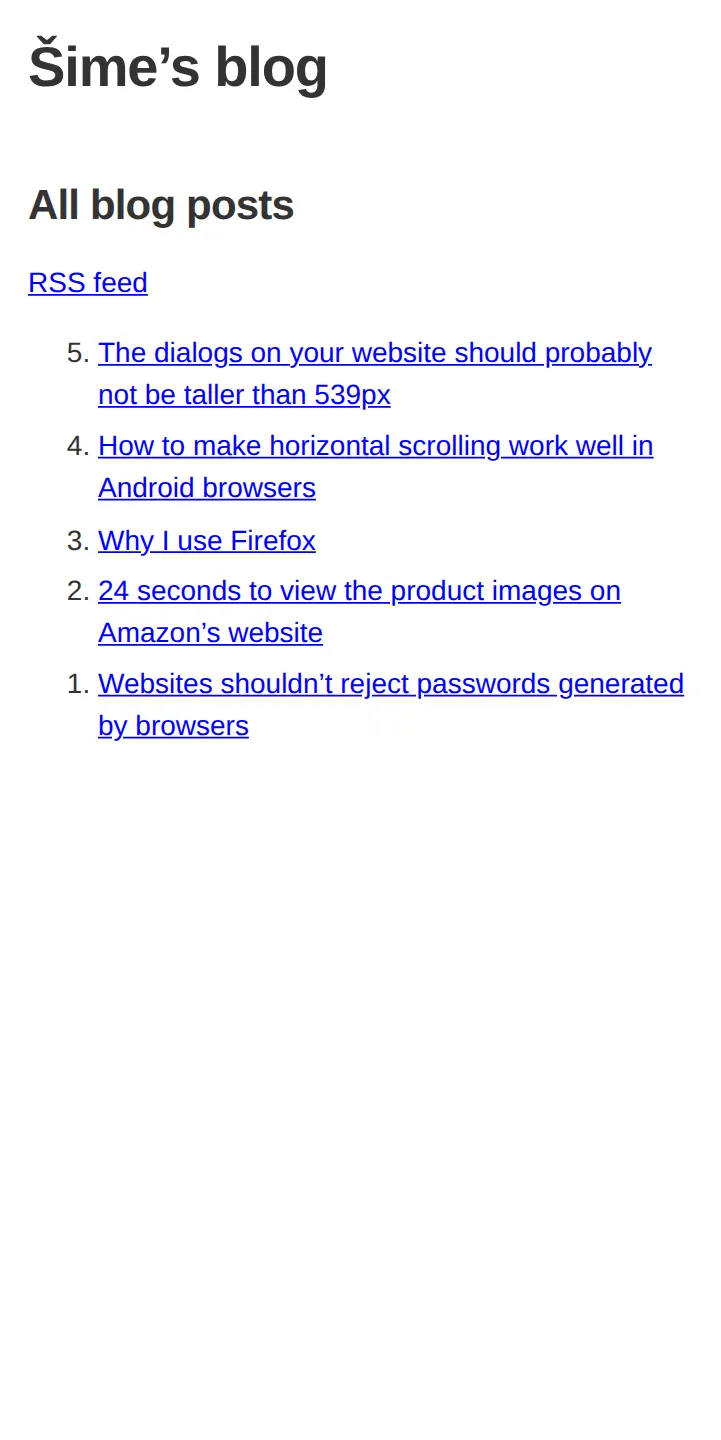 Šime’s blog
All blog posts
RSS feed
5. The dialogs on your website should probably
not be taller than 539px
4. How to make horizontal scrolling work well in
Android browsers
3. Why I use Firefox
2. 24 seconds to view the product images on
Amazon’s website
1. Websites shouldn’t reject passwords generated
by browsers